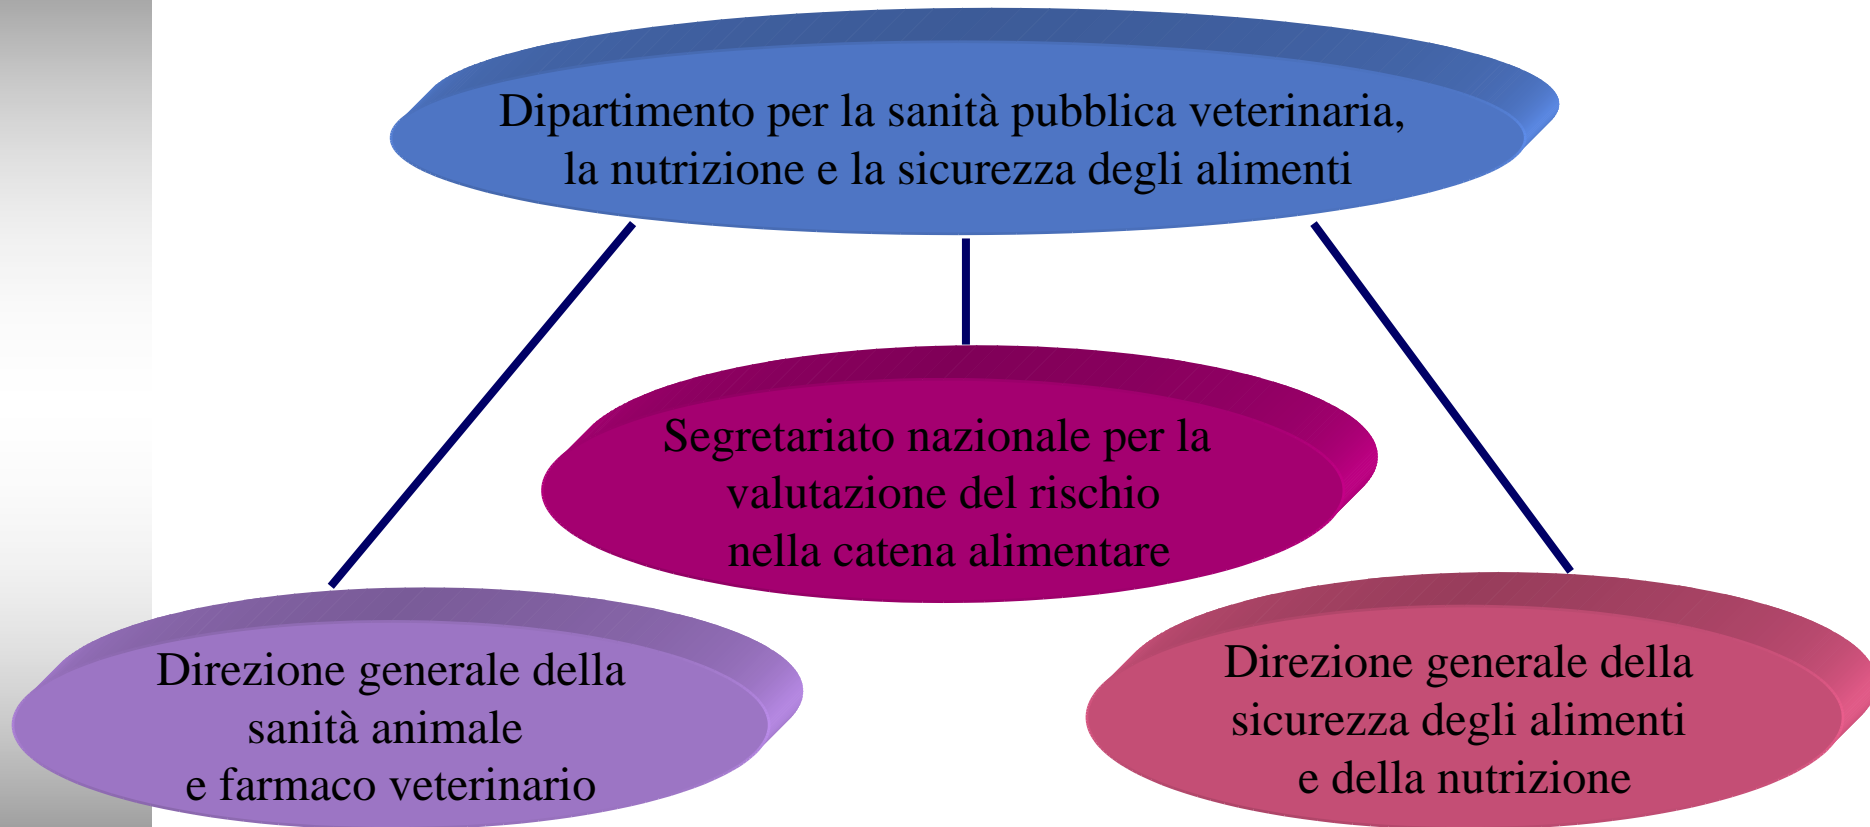 Dipartimento per la sanità pubblica veterinaria,
la nutrizione e la sicurezza degli alimenti
Segretariato nazionale per la
valutazione del rischio
nella catena alimentare
Direzione generale della
sanità animale
e farmaco veterinario
Direzione generale della
sicurezza degli alimenti
e della nutrizione